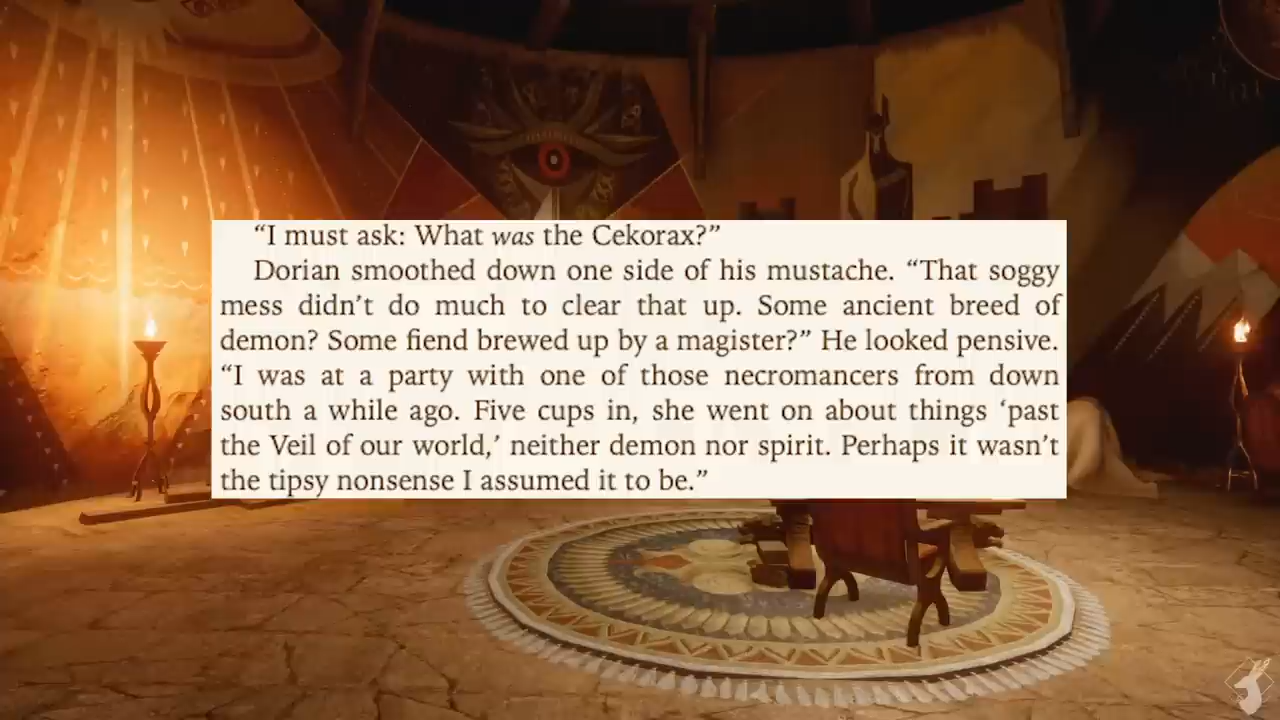 “I must ask: What was the Cekorax?”
Dorian smoothed down one side of his mustache. “That soggy
mess didn’t do much to clear that up. Some ancient breed of
demon? Some fiend brewed up by a magister?” He looked pensive.
“I was at a party with one of those necromancers from down
south a while ago. Five cups in, she went on about things ‘past
the Veil of our world,’ neither demon nor spirit. Perhaps it wasn’t
the tipsy nonsense I assumed it to be.”